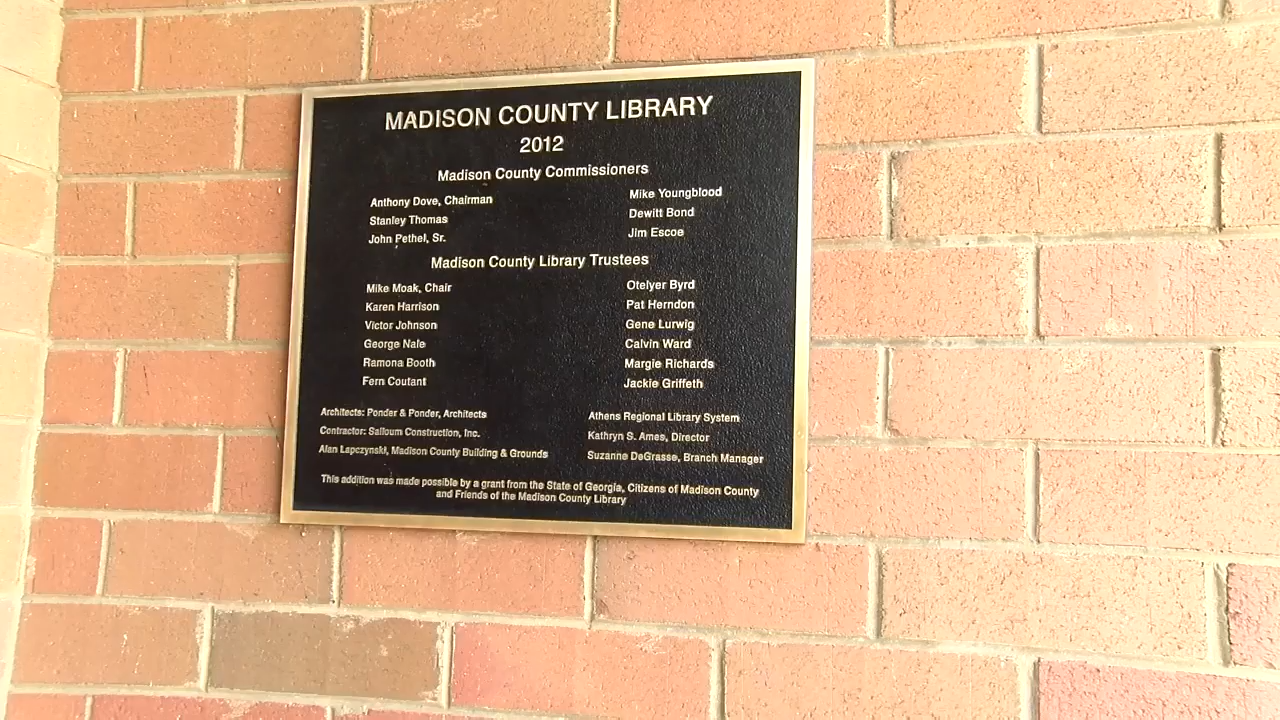 MADISON COUNTY LIBRARY
2012
Madison County Commissioners
Anthony Dove, Chairman
Stanley Thomas
John Pethel, Sr.
Mike Youngblood
Dewitt Bond
Jim Escoe
Madison County Library Trustees
Mike Moak, Chair
Karen Harrison
Victor Johnson
George Nale
Ramona Booth
Fern Coutant
Otelyer Byrd
Pat Herndon
Gene Lurwig
Calvin Ward
Margie Richards
Jackie Griffeth
Architects: Ponder & Ponder, Architects
Contractor: Salloum Construction, Inc.
Alan Lapczynski, Madison County Building & Grounds
Athens Regional Library System
Kathryn S. Ames, Director
Suzanne DeGrasse, Branch Manager
This addition was made possible by a grant from the State of Georgia, Citizens of Madison County
and Friends of the Madison County Library